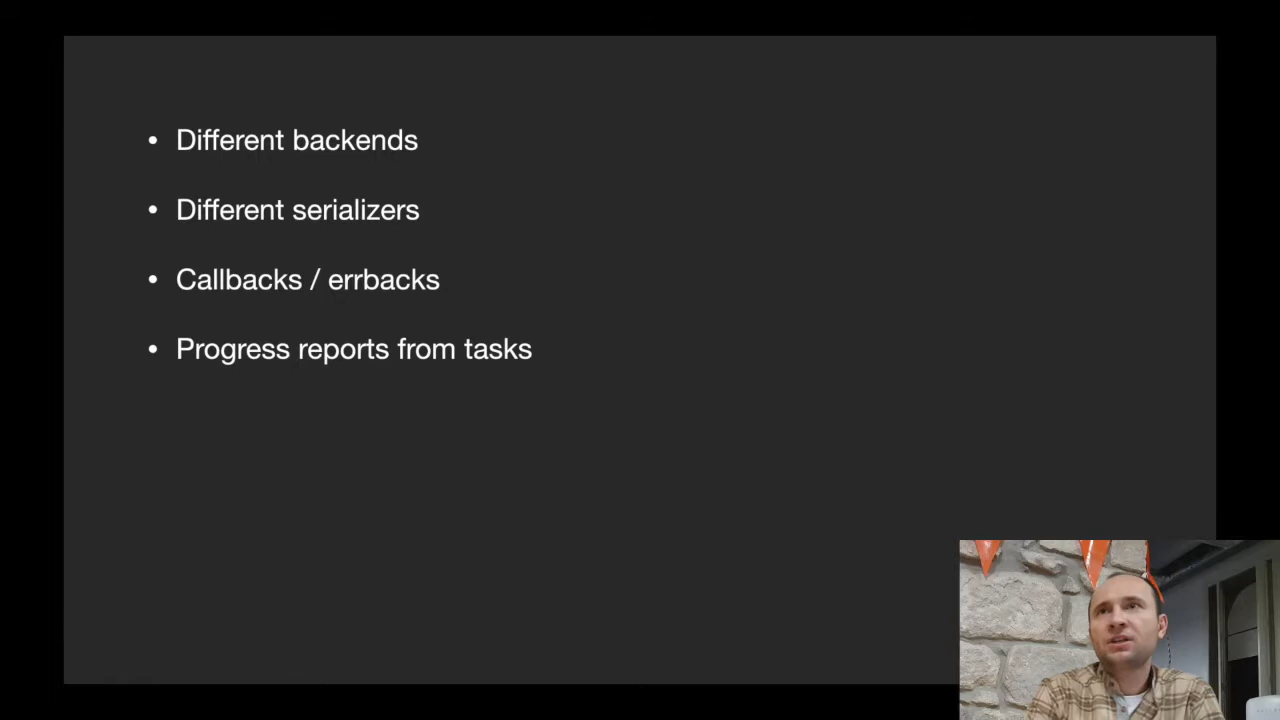 • Different backends
• Different serializers
• Callbacks / errbacks
• Progress reports from tasks